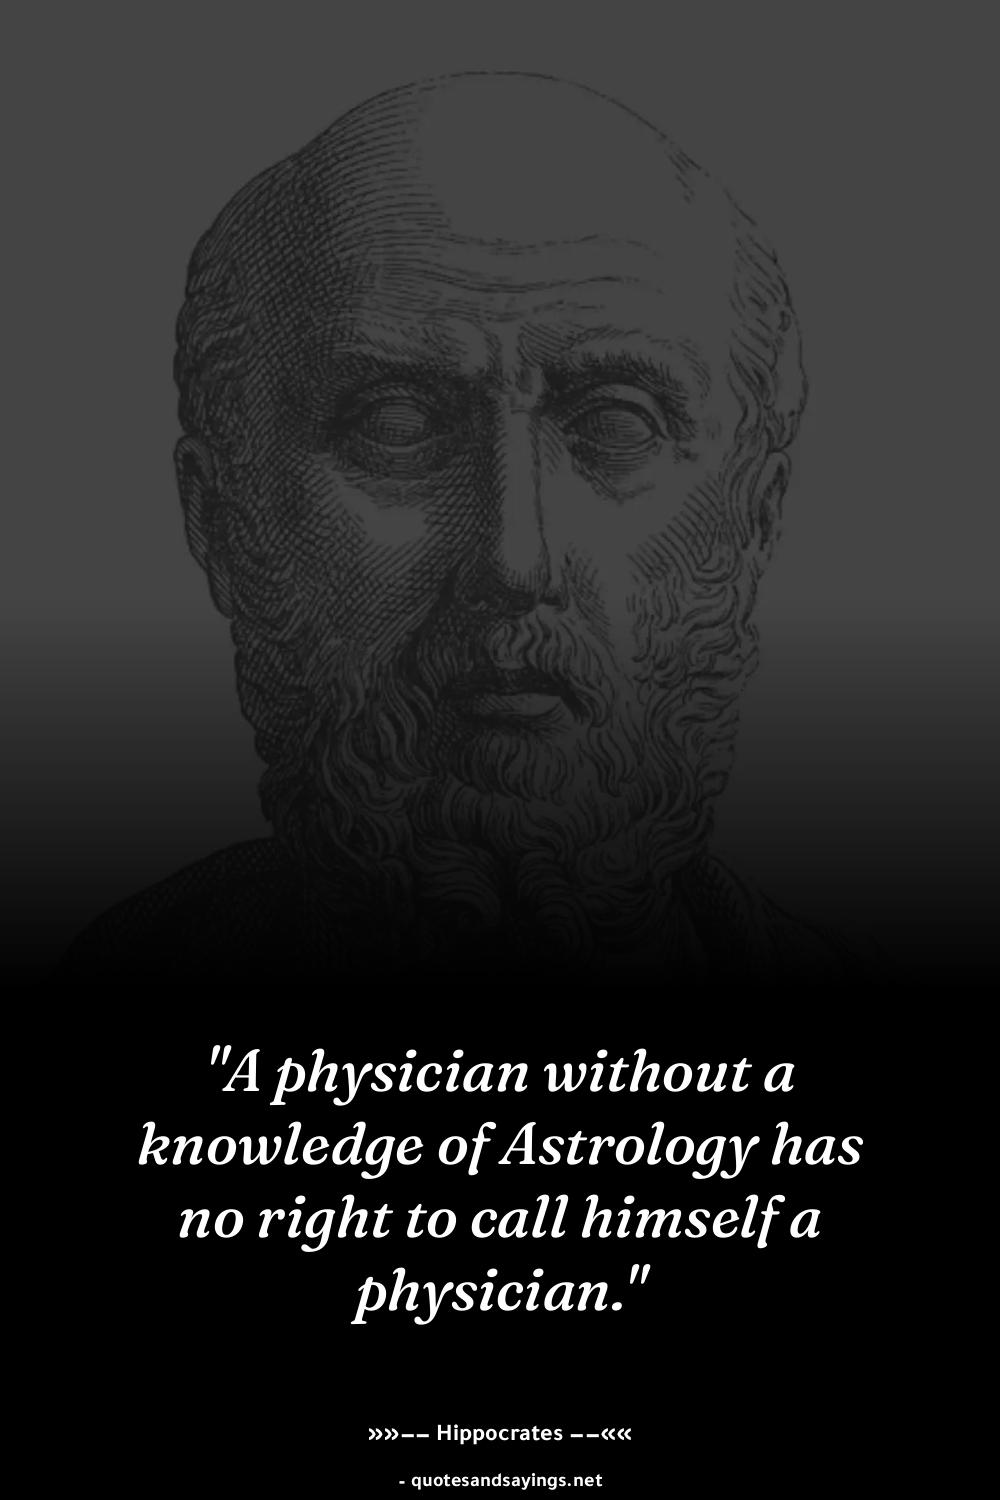 "A physician without a
knowledge of Astrology has
no right to call himself a
physician."
»»–– Hippocrates ––««
- quotesandsayings.net